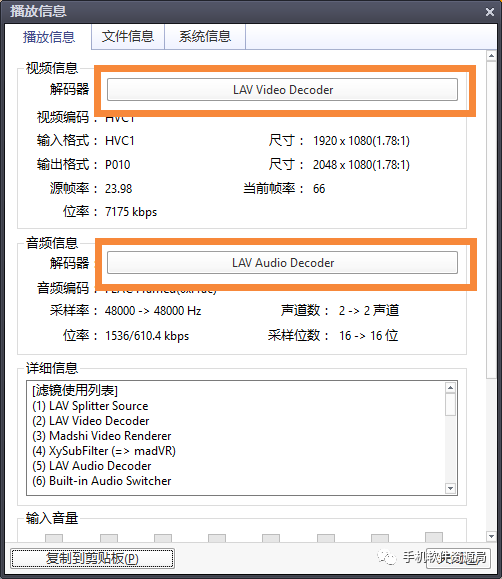 播放信息
播放信息 文件信息 系统信息
视频信息
解码器 LAV Video Decoder
视频编码： HVC1
输入格式： HVC1 尺寸： 1920 x 1080(1.78:1)
输出格式： P010 尺寸： 2048 x 1080(1.78:1)
源帧率： 23.98 当前帧率： 66
位率： 7175 kbps
音频信息
解码器 LAV Audio Decoder
音频编码：
采样率： 48000 -> 48000 Hz 声道数： 2 -> 2 声道
位率： 1536/610.4 kbps 采样位数： 16 -> 16 位
详细信息
[滤镜使用列表]
(1) LAV Splitter Source
(2) LAV Video Decoder
(3) Madshi Video Renderer
(4) XySubFilter (=> madVR)
(5) LAV Audio Decoder
(6) Built-in Audio Switcher
输入音量
复制到剪贴板(P) 手机软件资源局